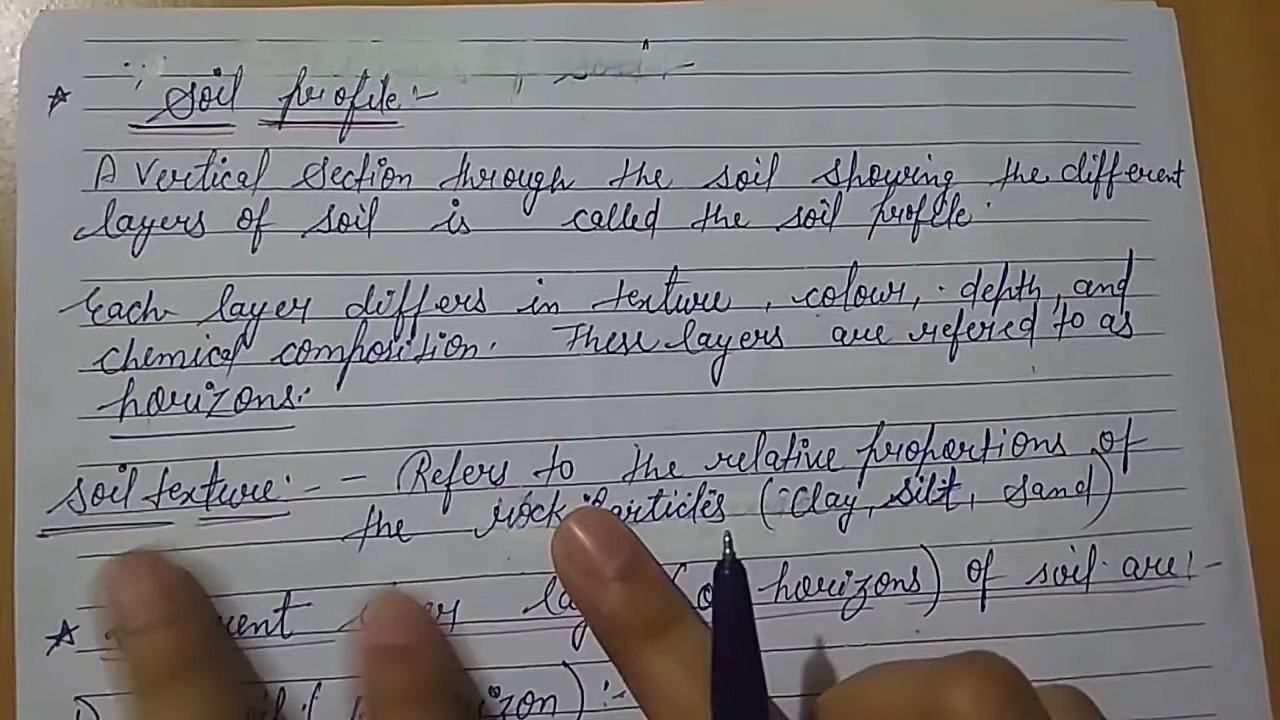 * Soil profile :-
A vertical section through the soil showing the different
layers of soil is called the soil profile.
Each layer differs in texture, colour, depth, and
chemical composition. These layers are refered to as
horizons.
soil texture :- - Refers to the relative proportions of
the rock particles (clay, silt, sand)
* horizons) of soil are :-